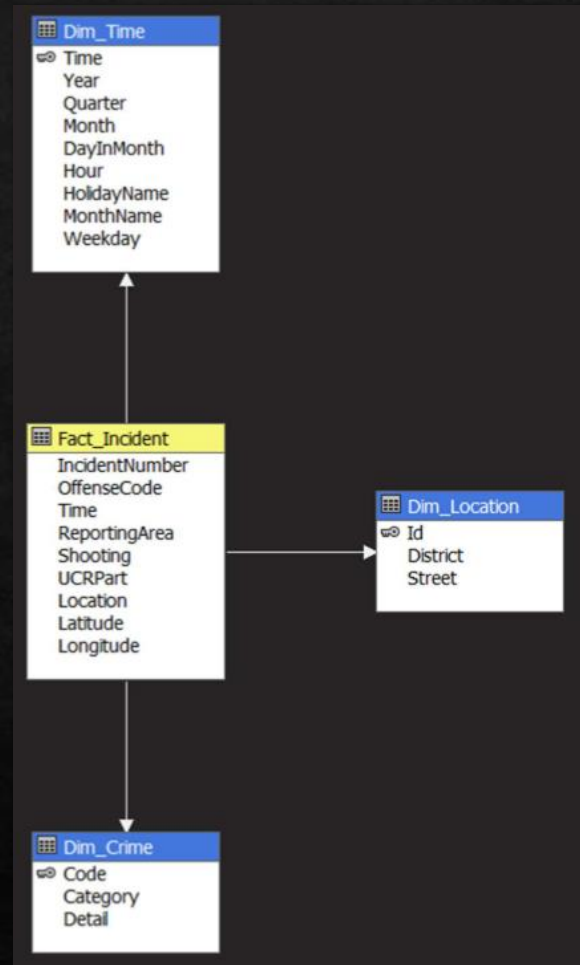 Dim_Time
Time
Year
Quarter
Month
DayInMonth
Hour
HolidayName
MonthName
Weekday
Fact_Incident
IncidentNumber
OffenseCode
Time
ReportingArea
Shooting
UCRPart
Location
Latitude
Longitude
Dim_Location
Id
District
Street
Dim_Crime
Code
Category
Detail